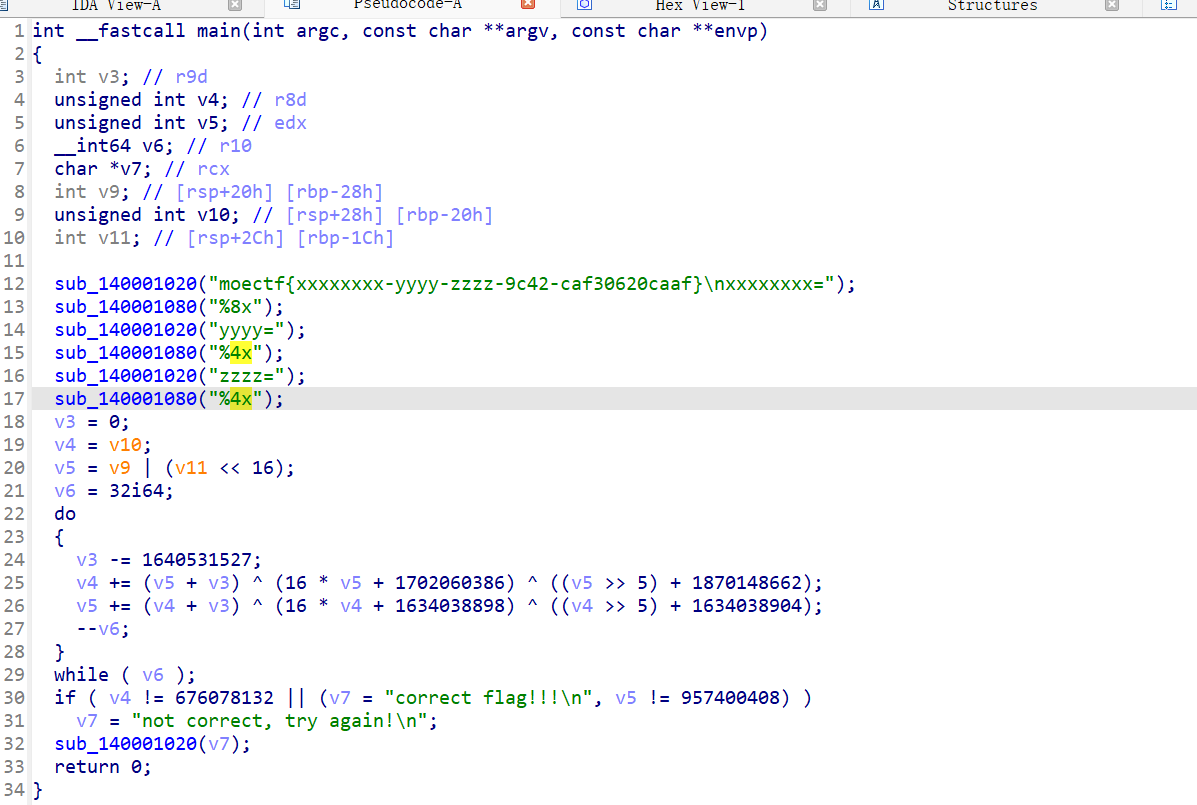 IDA View-A Pseudocode-A Hex View-1 Structures
1 int __fastcall main(int argc, const char **argv, const char **envp)
2 {
3 int v3; // r9d
4 unsigned int v4; // r8d
5 unsigned int v5; // edx
6 __int64 v6; // r10
7 char *v7; // rcx
8 int v9; // [rsp+20h] [rbp-28h]
9 unsigned int v10; // [rsp+28h] [rbp-20h]
10 int v11; // [rsp+2Ch] [rbp-1Ch]
11
12 sub_140001020("moectf{xxxxxxxx-yyyy-zzzz-9c42-caf30620caaf}\nxxxxxxxx=");
13 sub_140001080("%8x");
14 sub_140001020("yyyy=");
15 sub_140001080("%4x");
16 sub_140001020("zzzz=");
17 sub_140001080("%4x");
18 v3 = 0;
19 v4 = v10;
20 v5 = v9 | (v11 << 16);
21 v6 = 32i64;
22 do
23 {
24 v3 -= 1640531527;
25 v4 += (v5 + v3) ^ (16 * v5 + 1702060386) ^ ((v5 >> 5) + 1870148662);
26 v5 += (v4 + v3) ^ (16 * v4 + 1634038898) ^ ((v4 >> 5) + 1634038904);
27 --v6;
28 }
29 while ( v6 );
30 if ( v4 != 676078132 || (v7 = "correct flag!!!\n", v5 != 957400408) )
31 v7 = "not correct, try again!\n";
32 sub_140001020(v7);
33 return 0;
34 }